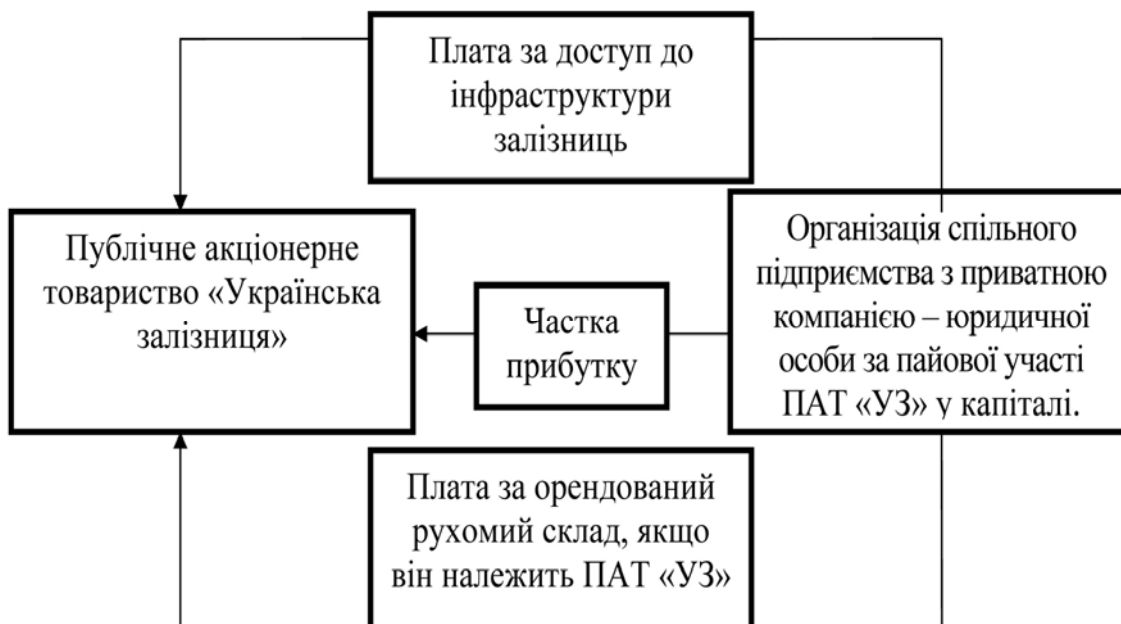 Плата за доступ до
інфраструктури
залізниць
Публічне акціонерне
товариство «Українська
залізниця»
Частка
прибутку
Організація спільного
підприємства з приватною
компанією – юридичної
особи за пайової участі
ПАТ «УЗ» у капіталі.
Плата за орендований
рухомий склад, якщо
він належить ПАТ «УЗ»